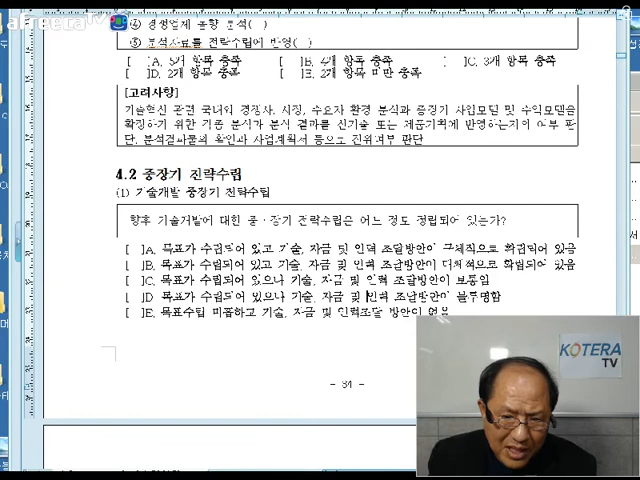 afreecaTV
④ 경쟁업체 동향 분석( )
⑤ 분석자료를 전략수립에 반영( )
[ ]A. 5개 항목 충족 [ ]B. 4개 항목 충족 [ ]C. 3개 항목 충족
[ ]D. 2개 항목 충족 [ ]E. 2개 항목 미만 충족
[고려사항]
기술혁신 관련 국내외 경쟁사, 시장, 수요자 환경 분석과 중장기 사업모델 및 수익모델을
확장하기 위한 기종 분석가 분석 결과를 신기술 또는 제품기획에 반영하는지의 여부 판
단, 분석결과물의 확인과 사업계획서 등으로 진위여부 판단
4.2 중장기 전략수립
(1) 기술개발 중장기 전략수립
향후 기술개발에 대한 중·장기 전략수립은 어느 정도 정립되어 있는가?
[ ]A. 목표가 수립되어 있고 기술, 자금 및 인력 조달방안이 구체적으로 확립되어 있음
[ ]B. 목표가 수립되어 있고 기술, 자금 및 인력 조달방안이 대체적으로 확립되어 있음
[ ]C. 목표가 수립되어 있으나 기술, 자금 및 인력 조달방안이 보통임
[ ]D. 목표가 수립되어 있으나 기술, 자금 및 인력 조달방안이 불투명함
[ ]E. 목표수립 미흡하고 기술, 자금 및 인력조달 방안이 없음
- 84 -
KOTERA
TV